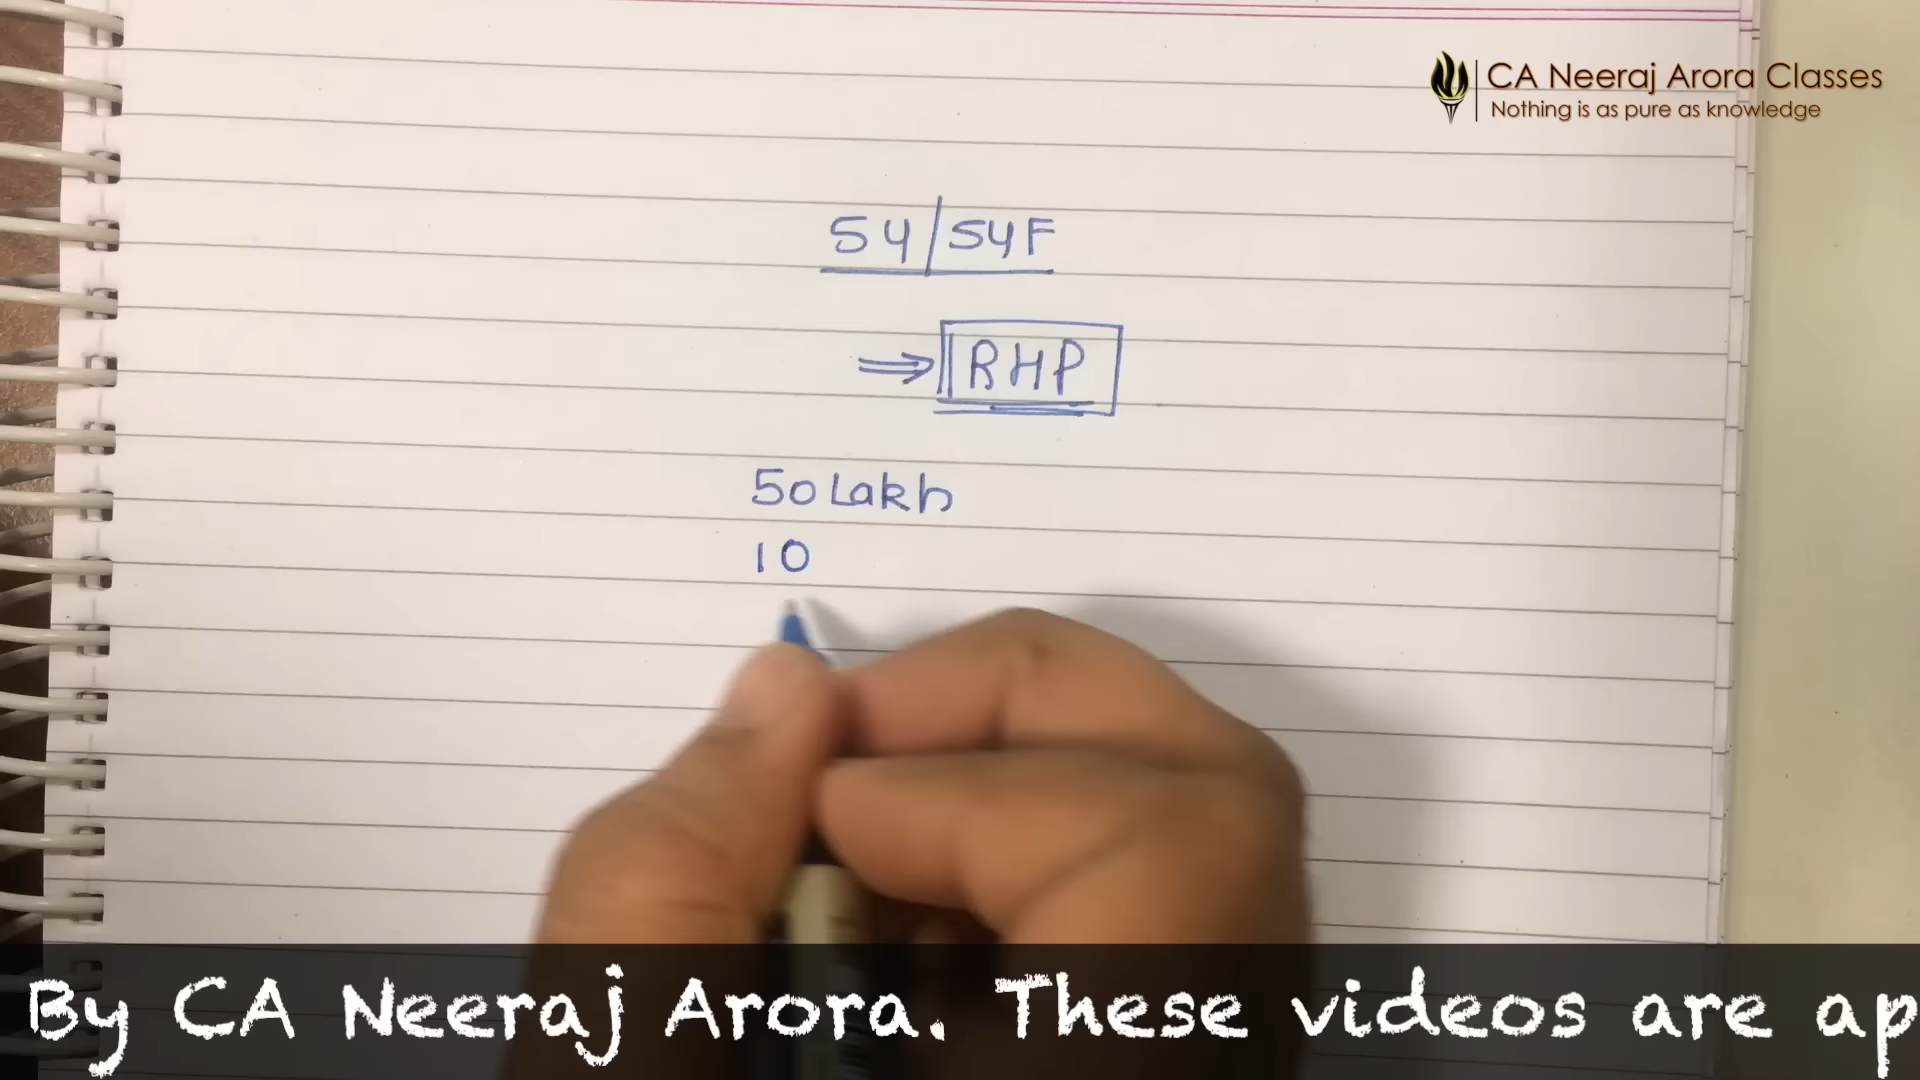 CA Neeraj Arora Classes
Nothing is as pure as knowledge
54/54F
⇒ RHP
50 Lakh
10
By CA Neeraj Arora. These videos are ap